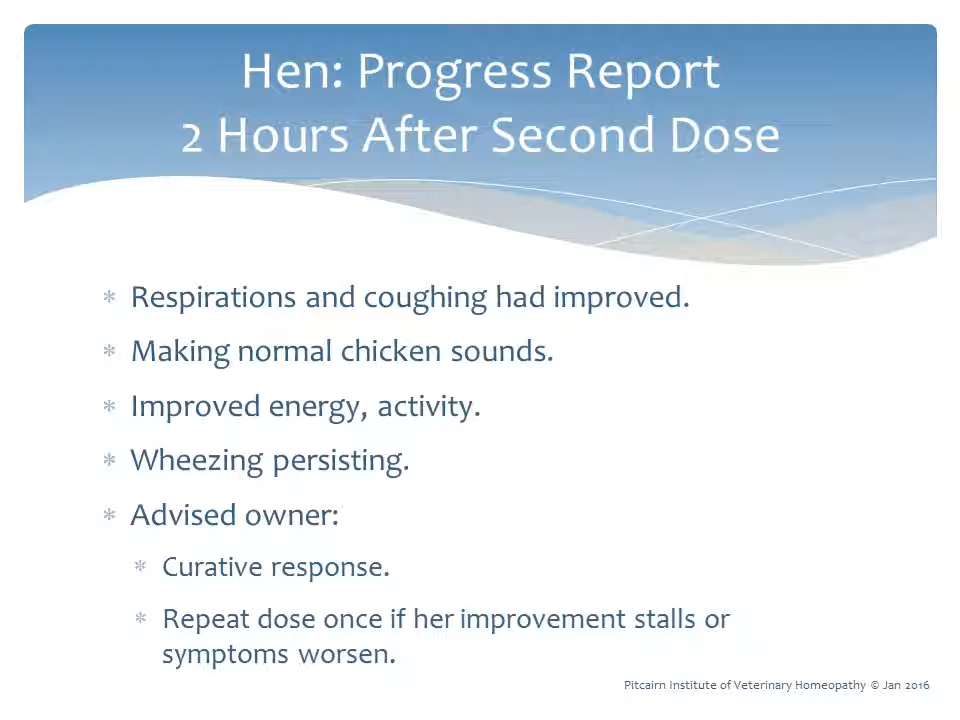 Hen: Progress Report
2 Hours After Second Dose
* Respirations and coughing had improved.
* Making normal chicken sounds.
* Improved energy, activity.
* Wheezing persisting.
* Advised owner:
* Curative response.
* Repeat dose once if her improvement stalls or
symptoms worsen.
Pitcairn Institute of Veterinary Homeopathy © Jan 2016